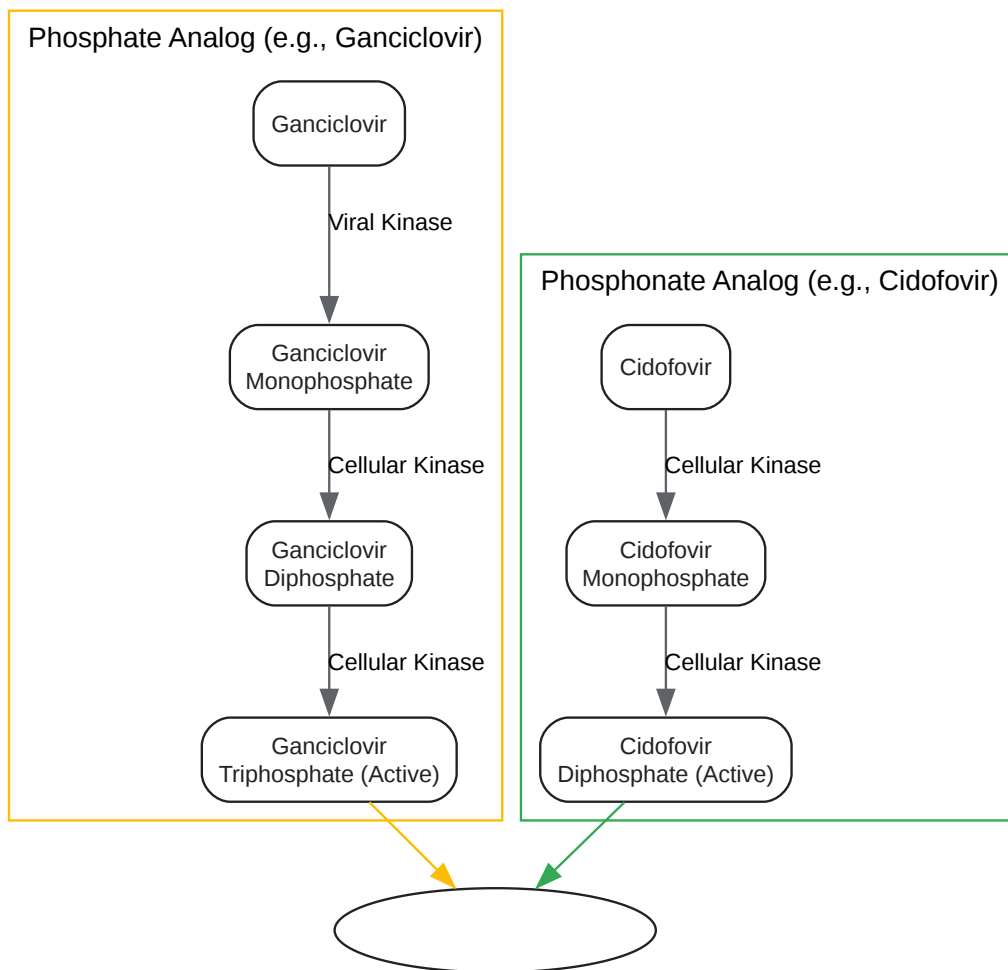 Phosphate Analog (e.g., Ganciclovir)
Ganciclovir
Viral Kinase
Ganciclovir
Monophosphate
Cellular Kinase
Ganciclovir
Diphosphate
Cellular Kinase
Ganciclovir
Triphosphate (Active)
Phosphonate Analog (e.g., Cidofovir)
Cidofovir
Cellular Kinase
Cidofovir
Monophosphate
Cellular Kinase
Cidofovir
Diphosphate (Active)